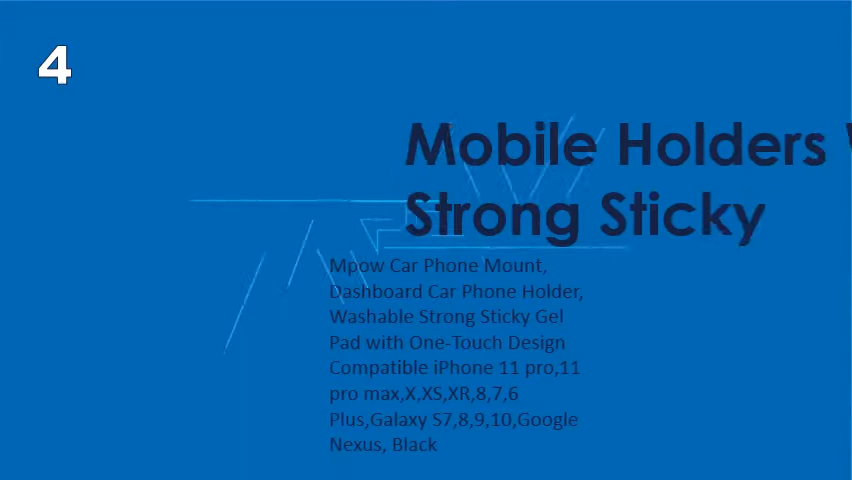 4
Mobile Holders
Strong Sticky
Mpow Car Phone Mount,
Dashboard Car Phone Holder,
Washable Strong Sticky Gel
Pad with One-Touch Design
Compatible iPhone 11 pro,11
pro max,X,XS,XR,8,7,6
Plus,Galaxy S7,8,9,10,Google
Nexus, Black